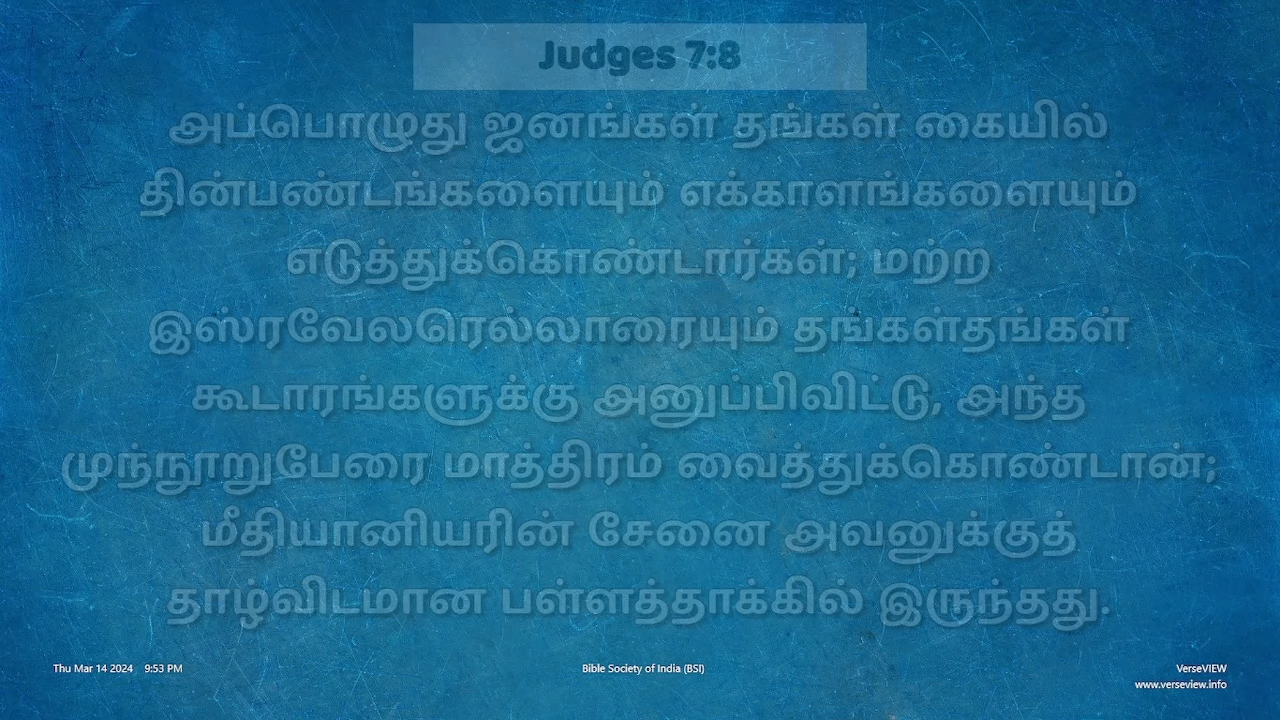 Judges 7:8
அப்பொழுது ஜனங்கள் தங்கள் கையில்
தின்பண்டங்களையும் எக்காளங்களையும்
எடுத்துக்கொண்டார்கள்; மற்ற
இஸ்ரவேலரெல்லாரையும் தங்கள்தங்கள்
கூடாரங்களுக்கு அனுப்பிவிட்டு, அந்த
முந்நூறுபேரை மாத்திரம் வைத்துக்கொண்டான்;
மீதியானியரின் சேனை அவனுக்குத்
தாழ்விடமான பள்ளத்தாக்கில் இருந்தது.
Thu Mar 14 2024 9:53 PM
Bible Society of India (BSI)
VerseVIEW
www.verseview.info